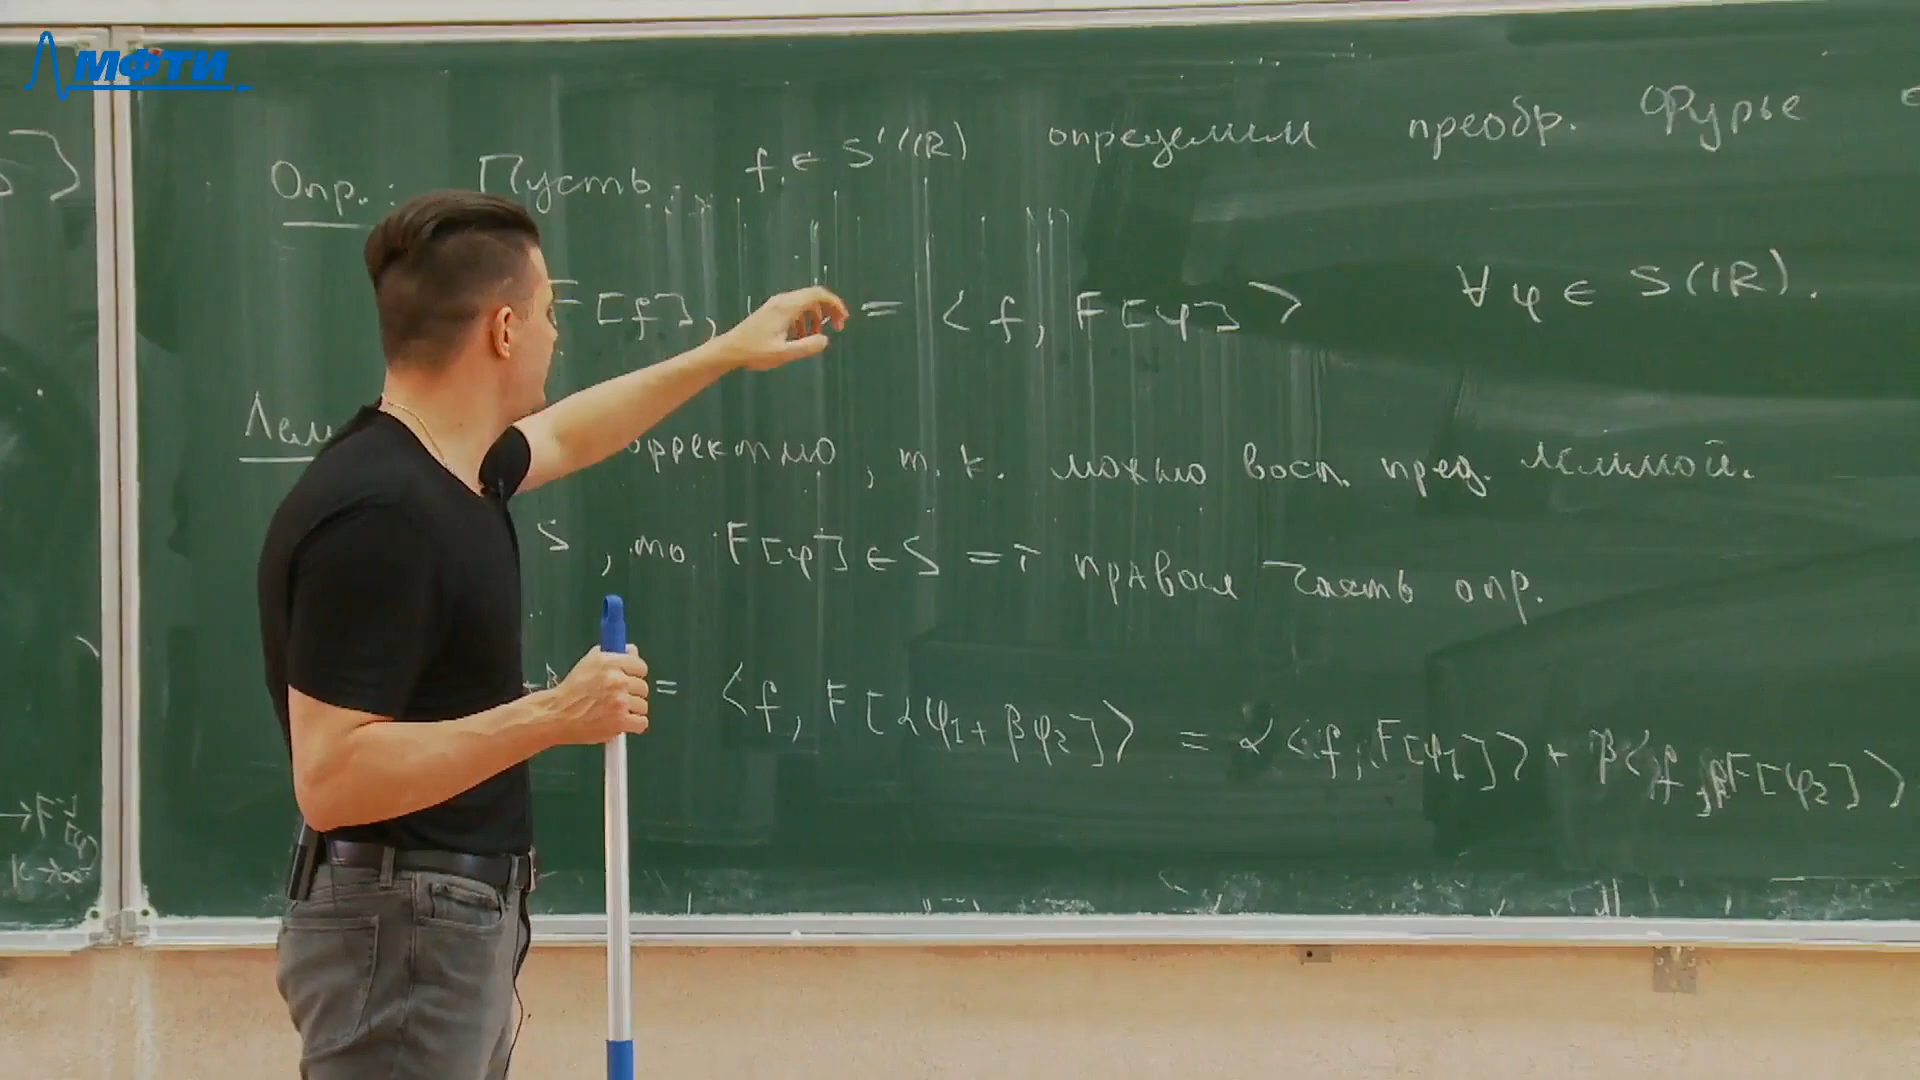 МФТИ
Опр.: Пусть f ∈ S'(ℝ) определим преобр. Фурье
F[f], = < f, F[φ] > ∀ φ ∈ S(ℝ).
орректно, т.к. можно восп. пред. леммой.
S, то F[φ] ∈ S => правая часть опр.
= <f, F[αφ₁ + βφ₂]> = α<f, F[φ₁]> + β<f, F[φ₂]>